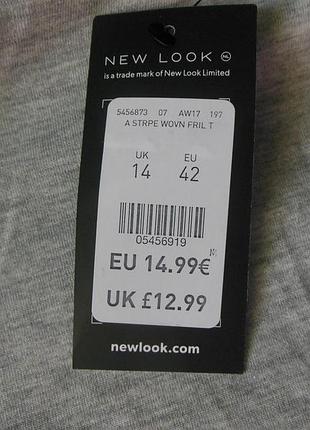 NEW LOOK NL
is a trade mark of New Look Limited
5456873 07 AW17 197
A STRPE WOVN FRIL T
UK EU
14 42
05456919
EU 14.99€
UK £12.99
newlook.com